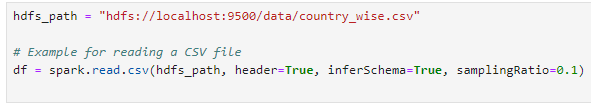 hdfs_path = "hdfs://localhost:9500/data/country_wise.csv"
# Example for reading a CSV file
df = spark.read.csv(hdfs_path, header=True, inferSchema=True, samplingRatio=0.1)